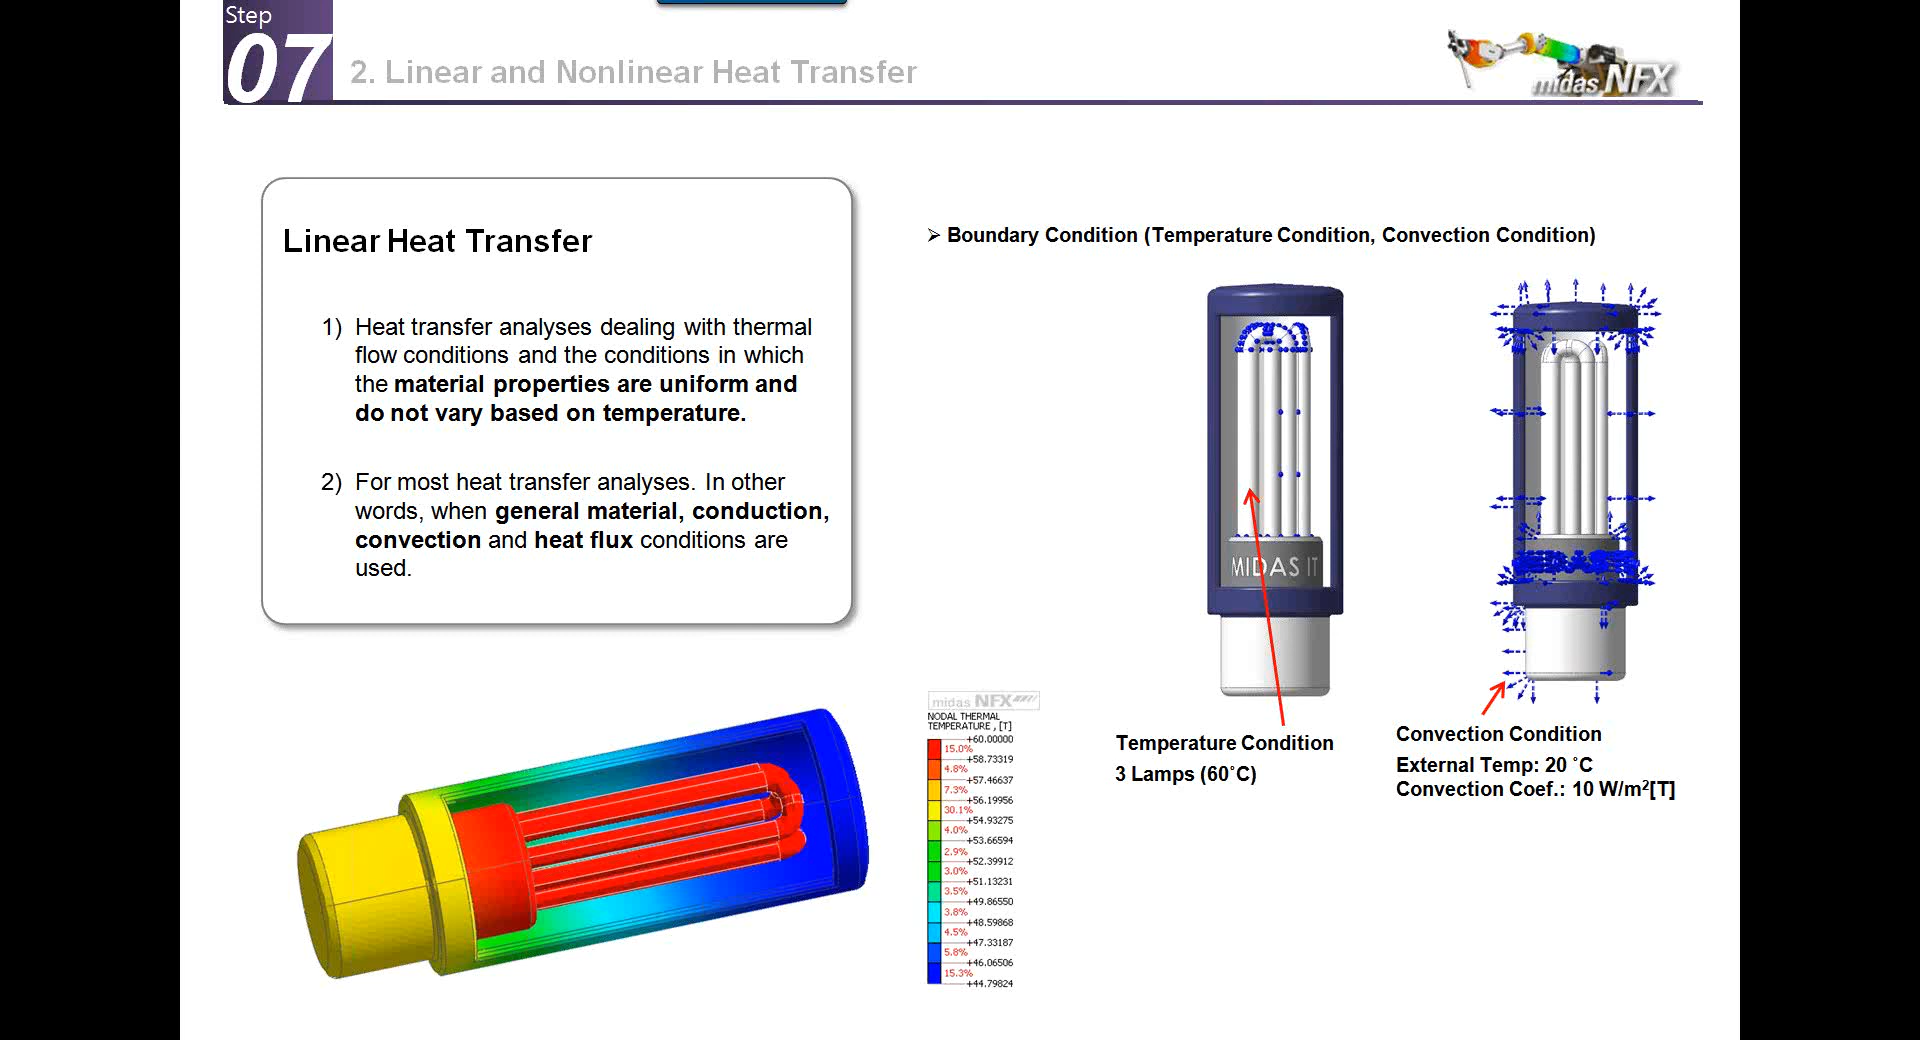 Step
07
2. Linear and Nonlinear Heat Transfer
midas NFX
Linear Heat Transfer
1) Heat transfer analyses dealing with thermal
flow conditions and the conditions in which
the material properties are uniform and
do not vary based on temperature.
2) For most heat transfer analyses. In other
words, when general material, conduction,
convection and heat flux conditions are
used.
➢ Boundary Condition (Temperature Condition, Convection Condition)
MIDAS IT
Temperature Condition
3 Lamps (60˚C)
Convection Condition
External Temp: 20 ˚C
Convection Coef.: 10 W/m²[T]
midas NFX
NODAL THERMAL
TEMPERATURE , [T]
+60.00000
15.0%
+58.73319
4.8%
+57.46637
7.3%
+56.19956
30.1%
+54.93275
4.0%
+53.66594
2.9%
+52.39912
3.0%
+51.13231
3.5%
+49.86550
3.8%
+48.59868
4.5%
+47.33187
5.8%
+46.06506
15.3%
+44.79824